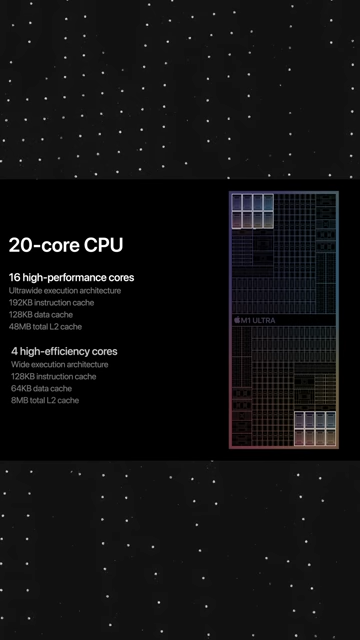 20-core CPU
16 high-performance cores
Ultrawide execution architecture
192KB instruction cache
128KB data cache
48MB total L2 cache
4 high-efficiency cores
Wide execution architecture
128KB instruction cache
64KB data cache
8MB total L2 cache
M1 ULTRA